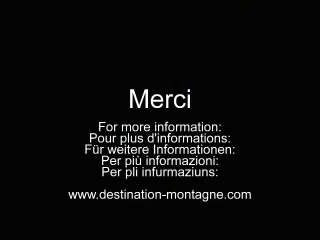 Merci
For more information:
Pour plus d'informations:
Für weitere Informationen:
Per più informazioni:
Per pli infurmaziuns:
www.destination-montagne.com